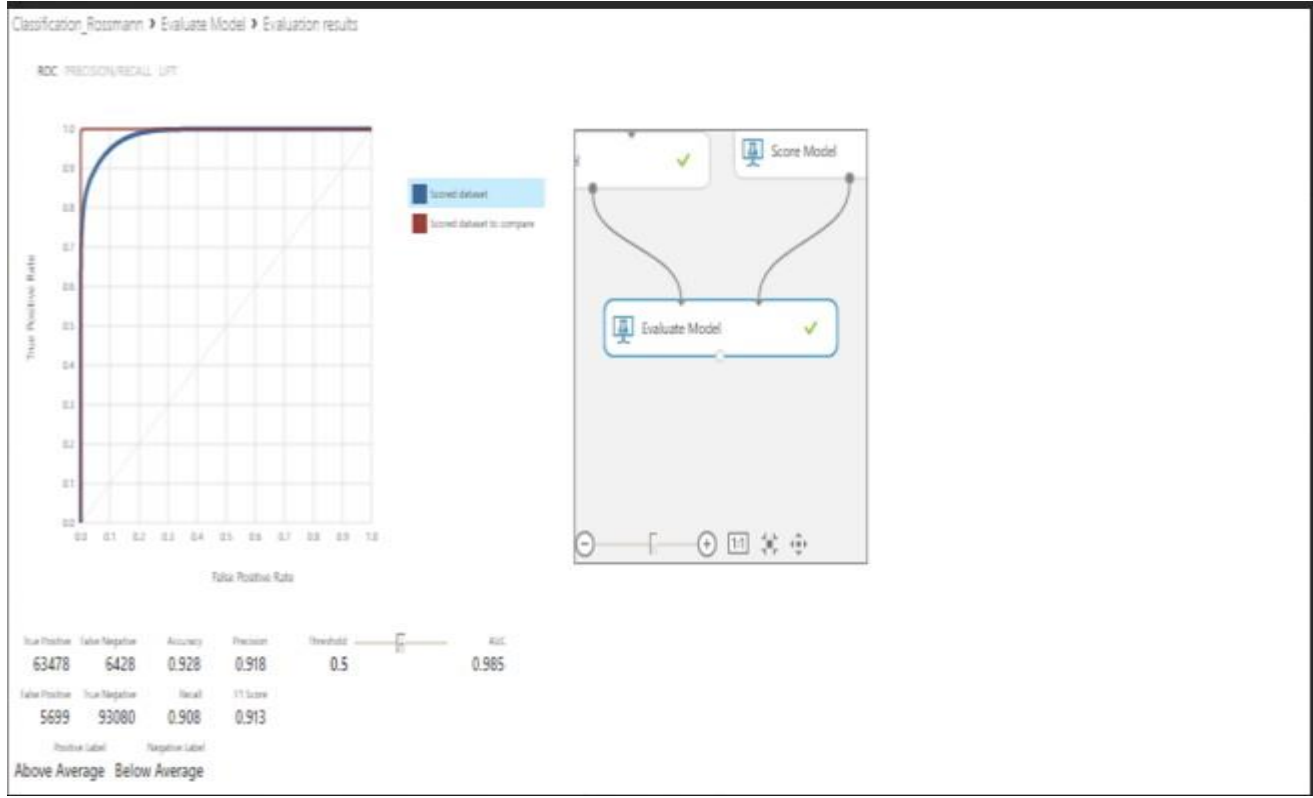 Classification_Rossmann > Evaluate Model > Evaluation results
ROC PRECISION/RECALL LIFT
1.0
0.9
0.8
0.7
0.6
0.5
0.4
0.3
0.2
0.1
0.0
True Positive Rate
0.0 0.1 0.2 0.3 0.4 0.5 0.6 0.7 0.8 0.9 1.0
False Positive Rate
Scored dataset
Scored dataset to compare
Score Model
Evaluate Model
1:1
True Positive False Negative Accuracy Precision Threshold AUC
63478 6428 0.928 0.918 0.5 0.985
False Positive True Negative Recall F1 Score
5699 93080 0.908 0.913
Positive Label Negative Label
Above Average Below Average